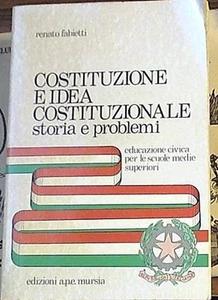 renato fabietti
COSTITUZIONE
E IDEA
COSTITUZIONALE
storia e problemi
educazione civica
per le scuole medie
superiori
edizioni a.p.e. mursia